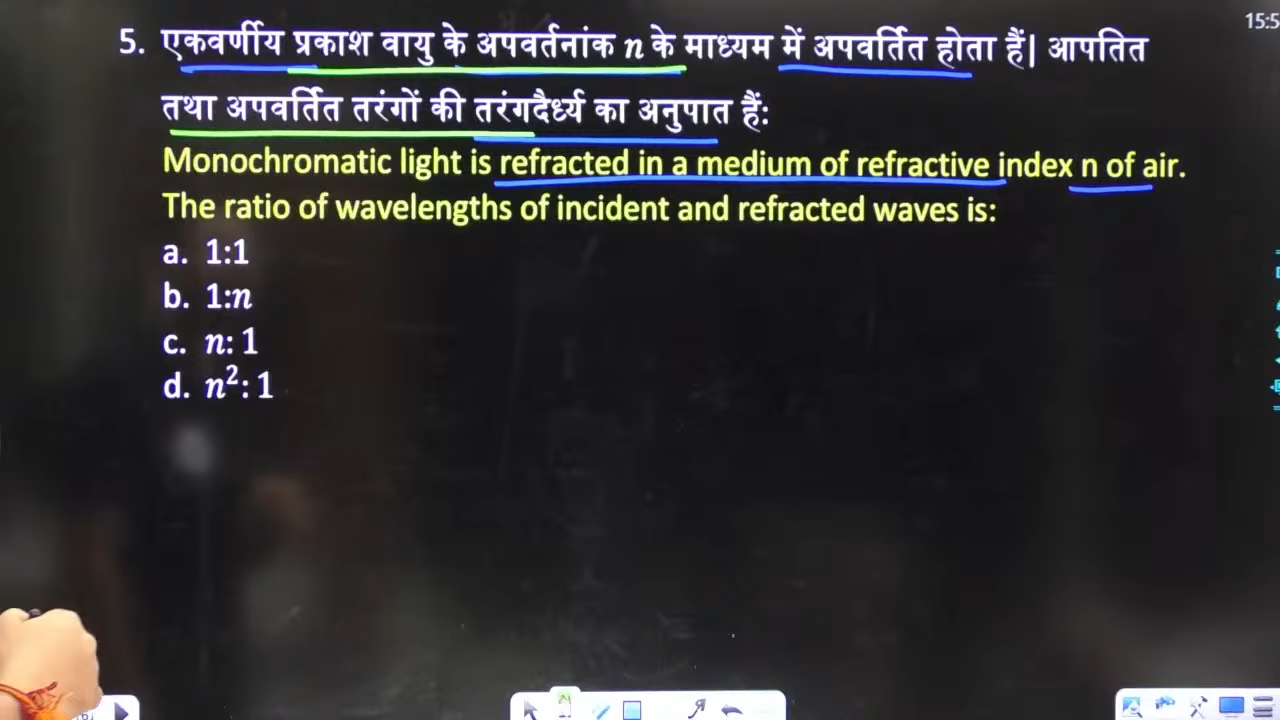 15:5
5. एकवर्णीय प्रकाश वायु के अपवर्तनांक n के माध्यम में अपवर्तित होता हैं| आपतित
तथा अपवर्तित तरंगों की तरंगदैर्ध्य का अनुपात हैं:
Monochromatic light is refracted in a medium of refractive index n of air.
The ratio of wavelengths of incident and refracted waves is:
a. 1:1
b. 1:n
c. n: 1
d. n²: 1